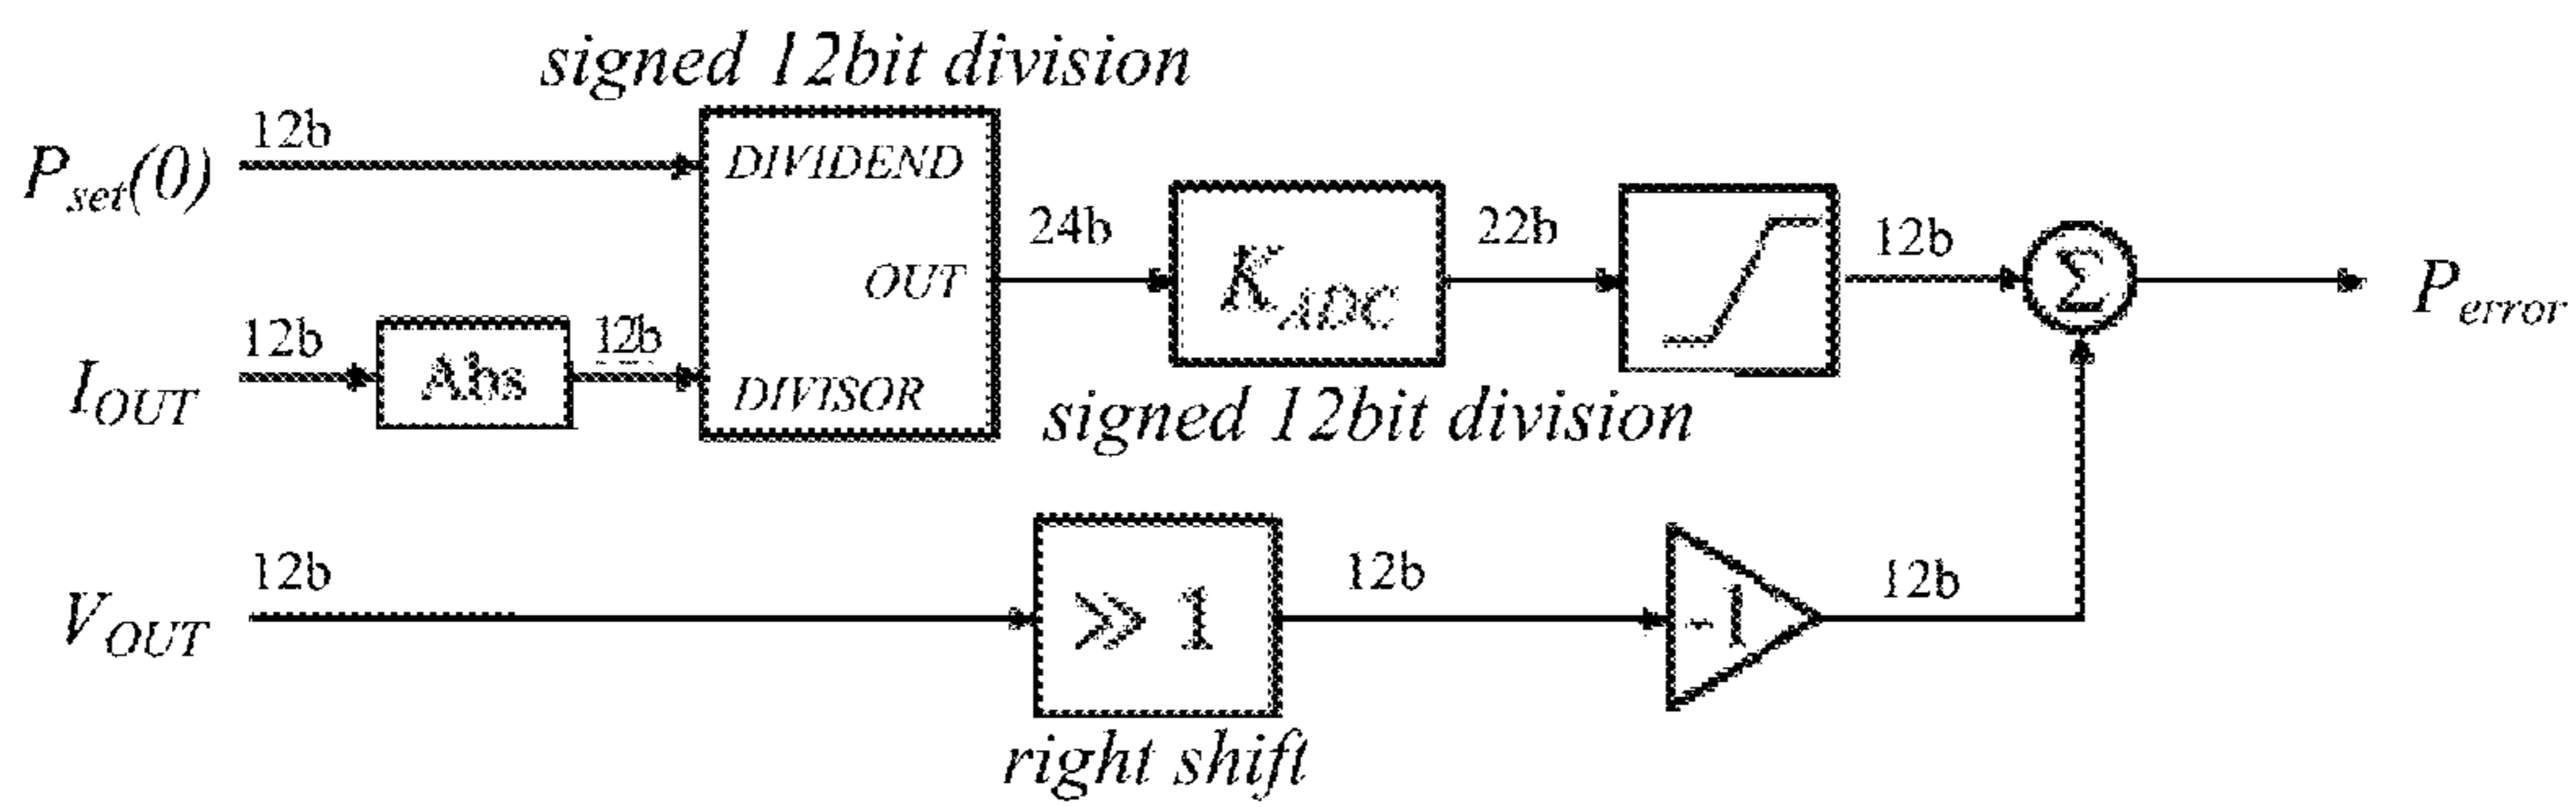 signed 12bit division
12b
P_set(0)
DIVIDEND
24b
K_ADC
22b
12b
Σ
P_error
OUT
12b
I_OUT
Abs
12b
DIVISOR
signed 12bit division
12b
V_OUT
≫ 1
12b
-1
12b
right shift